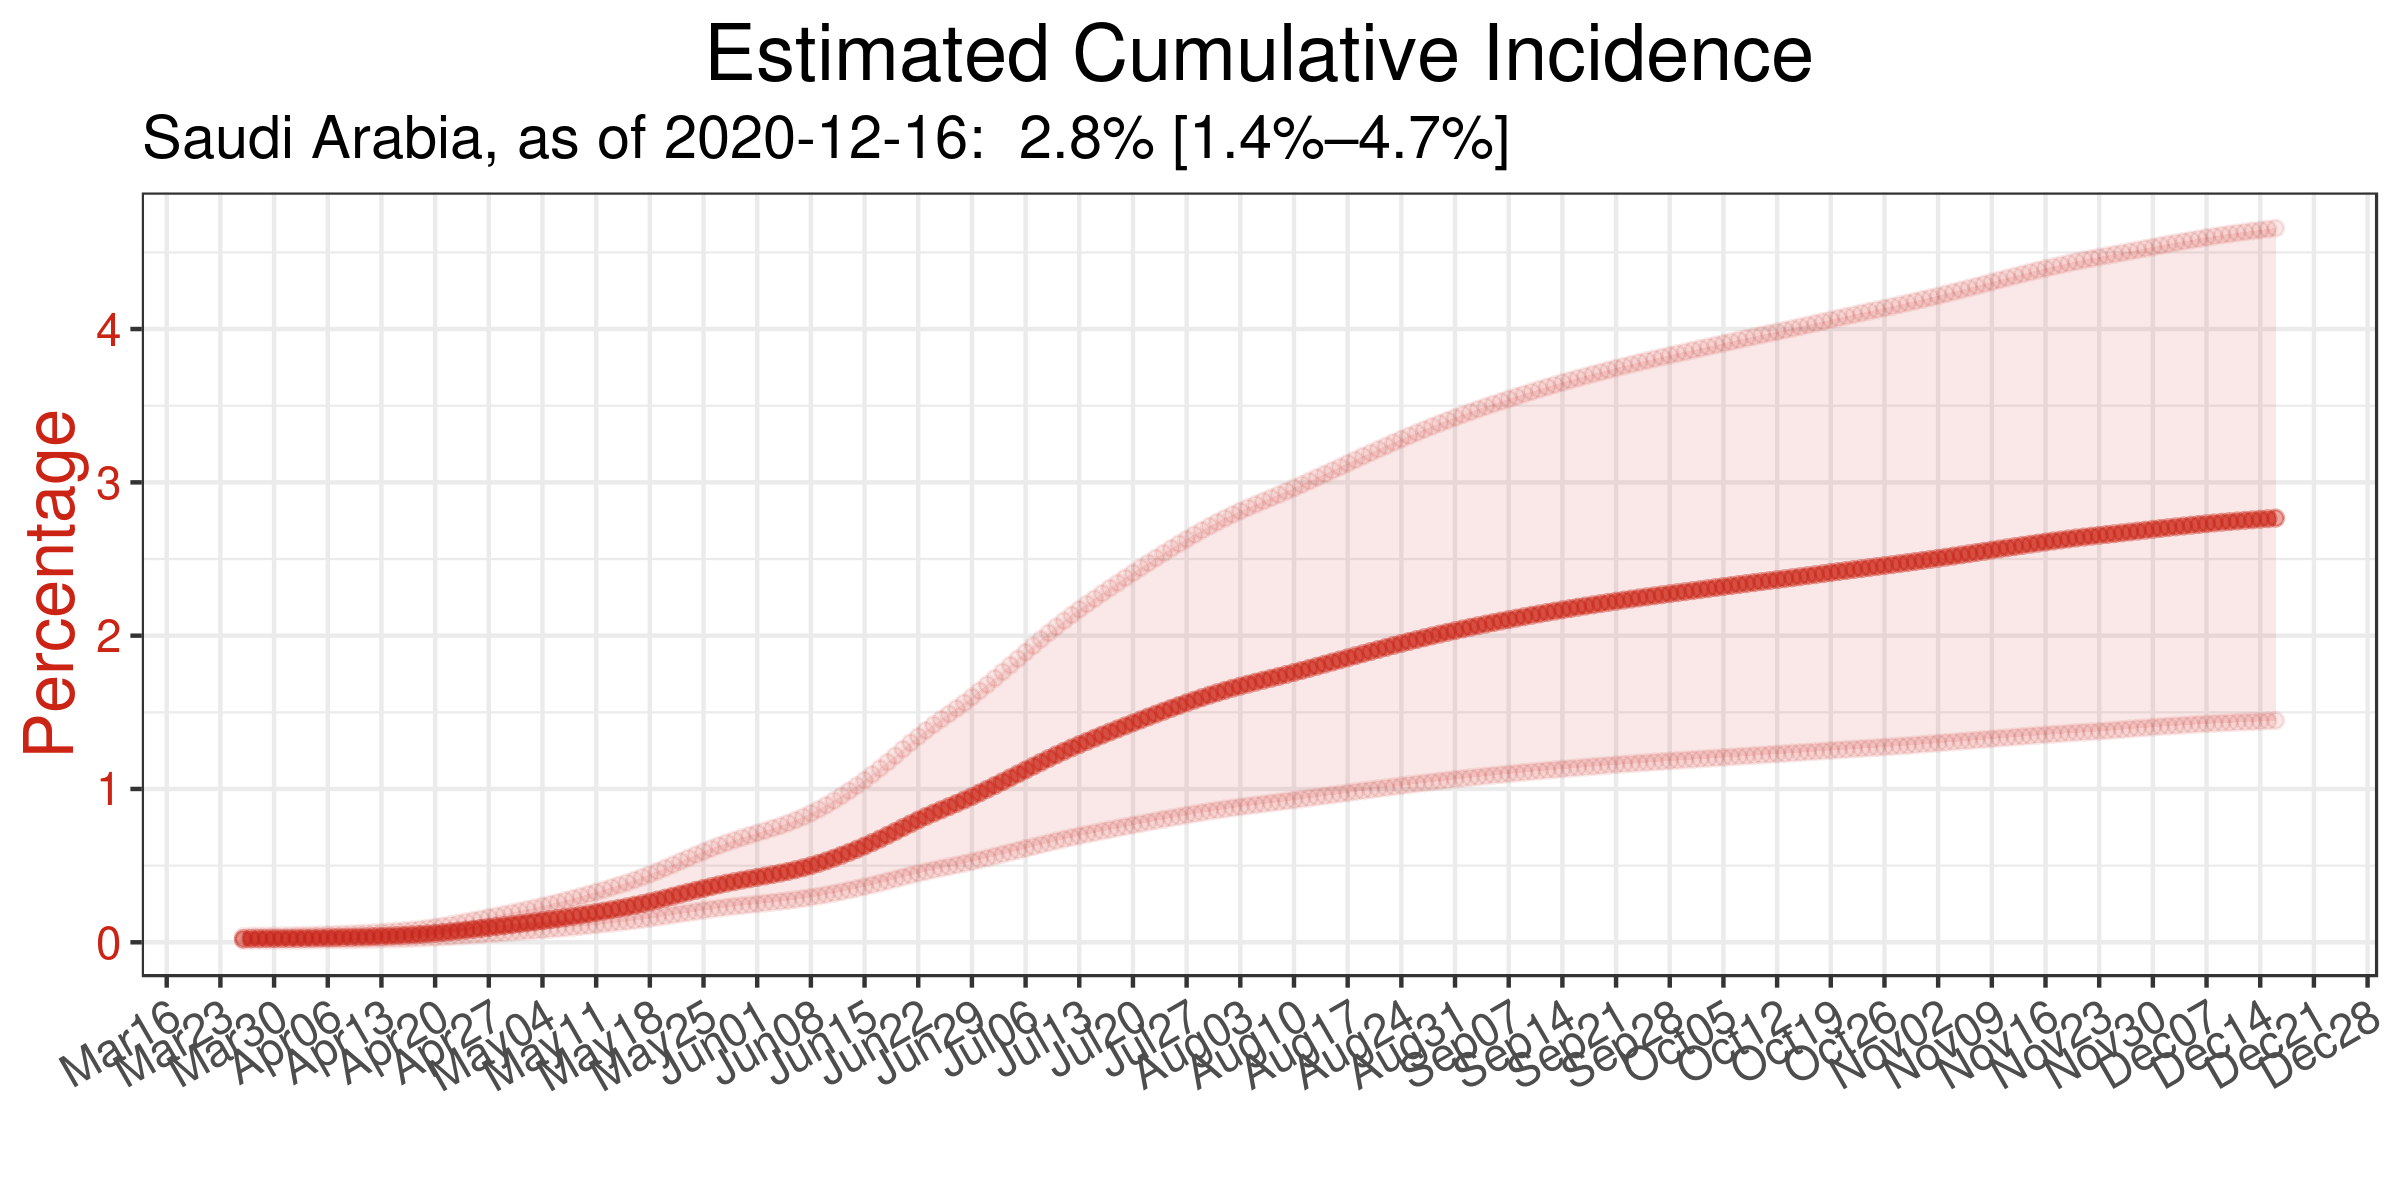 Estimated Cumulative Incidence
Saudi Arabia, as of 2020-12-16:  2.8% [1.4%–4.7%]
Percentage
4
3
2
1
0
Mar16
Mar23
Mar30
Apr06
Apr13
Apr20
Apr27
May04
May11
May18
May25
Jun01
Jun08
Jun15
Jun22
Jun29
Jul06
Jul13
Jul20
Jul27
Aug03
Aug10
Aug17
Aug24
Aug31
Sep07
Sep14
Sep21
Sep28
Oct05
Oct12
Oct19
Oct26
Nov02
Nov09
Nov16
Nov23
Nov30
Dec07
Dec14
Dec21
Dec28